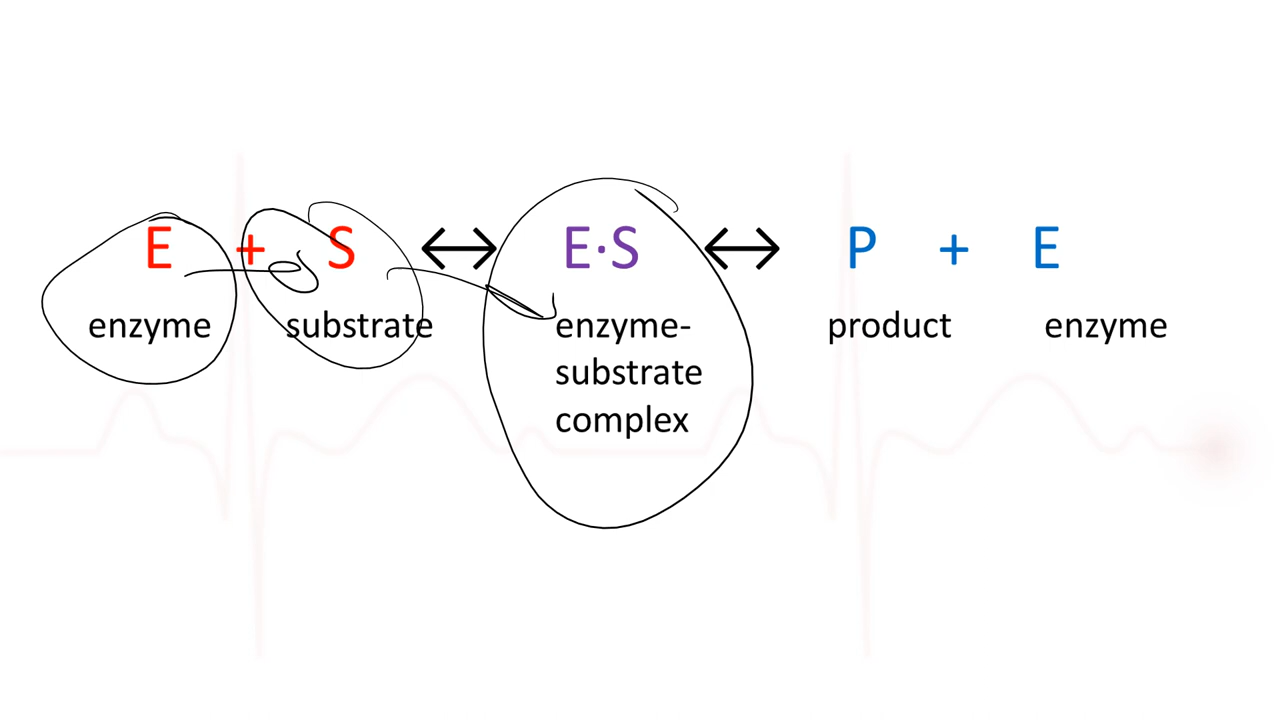 E + S ↔ E·S ↔ P + E
enzyme substrate enzyme- product enzyme
substrate
complex